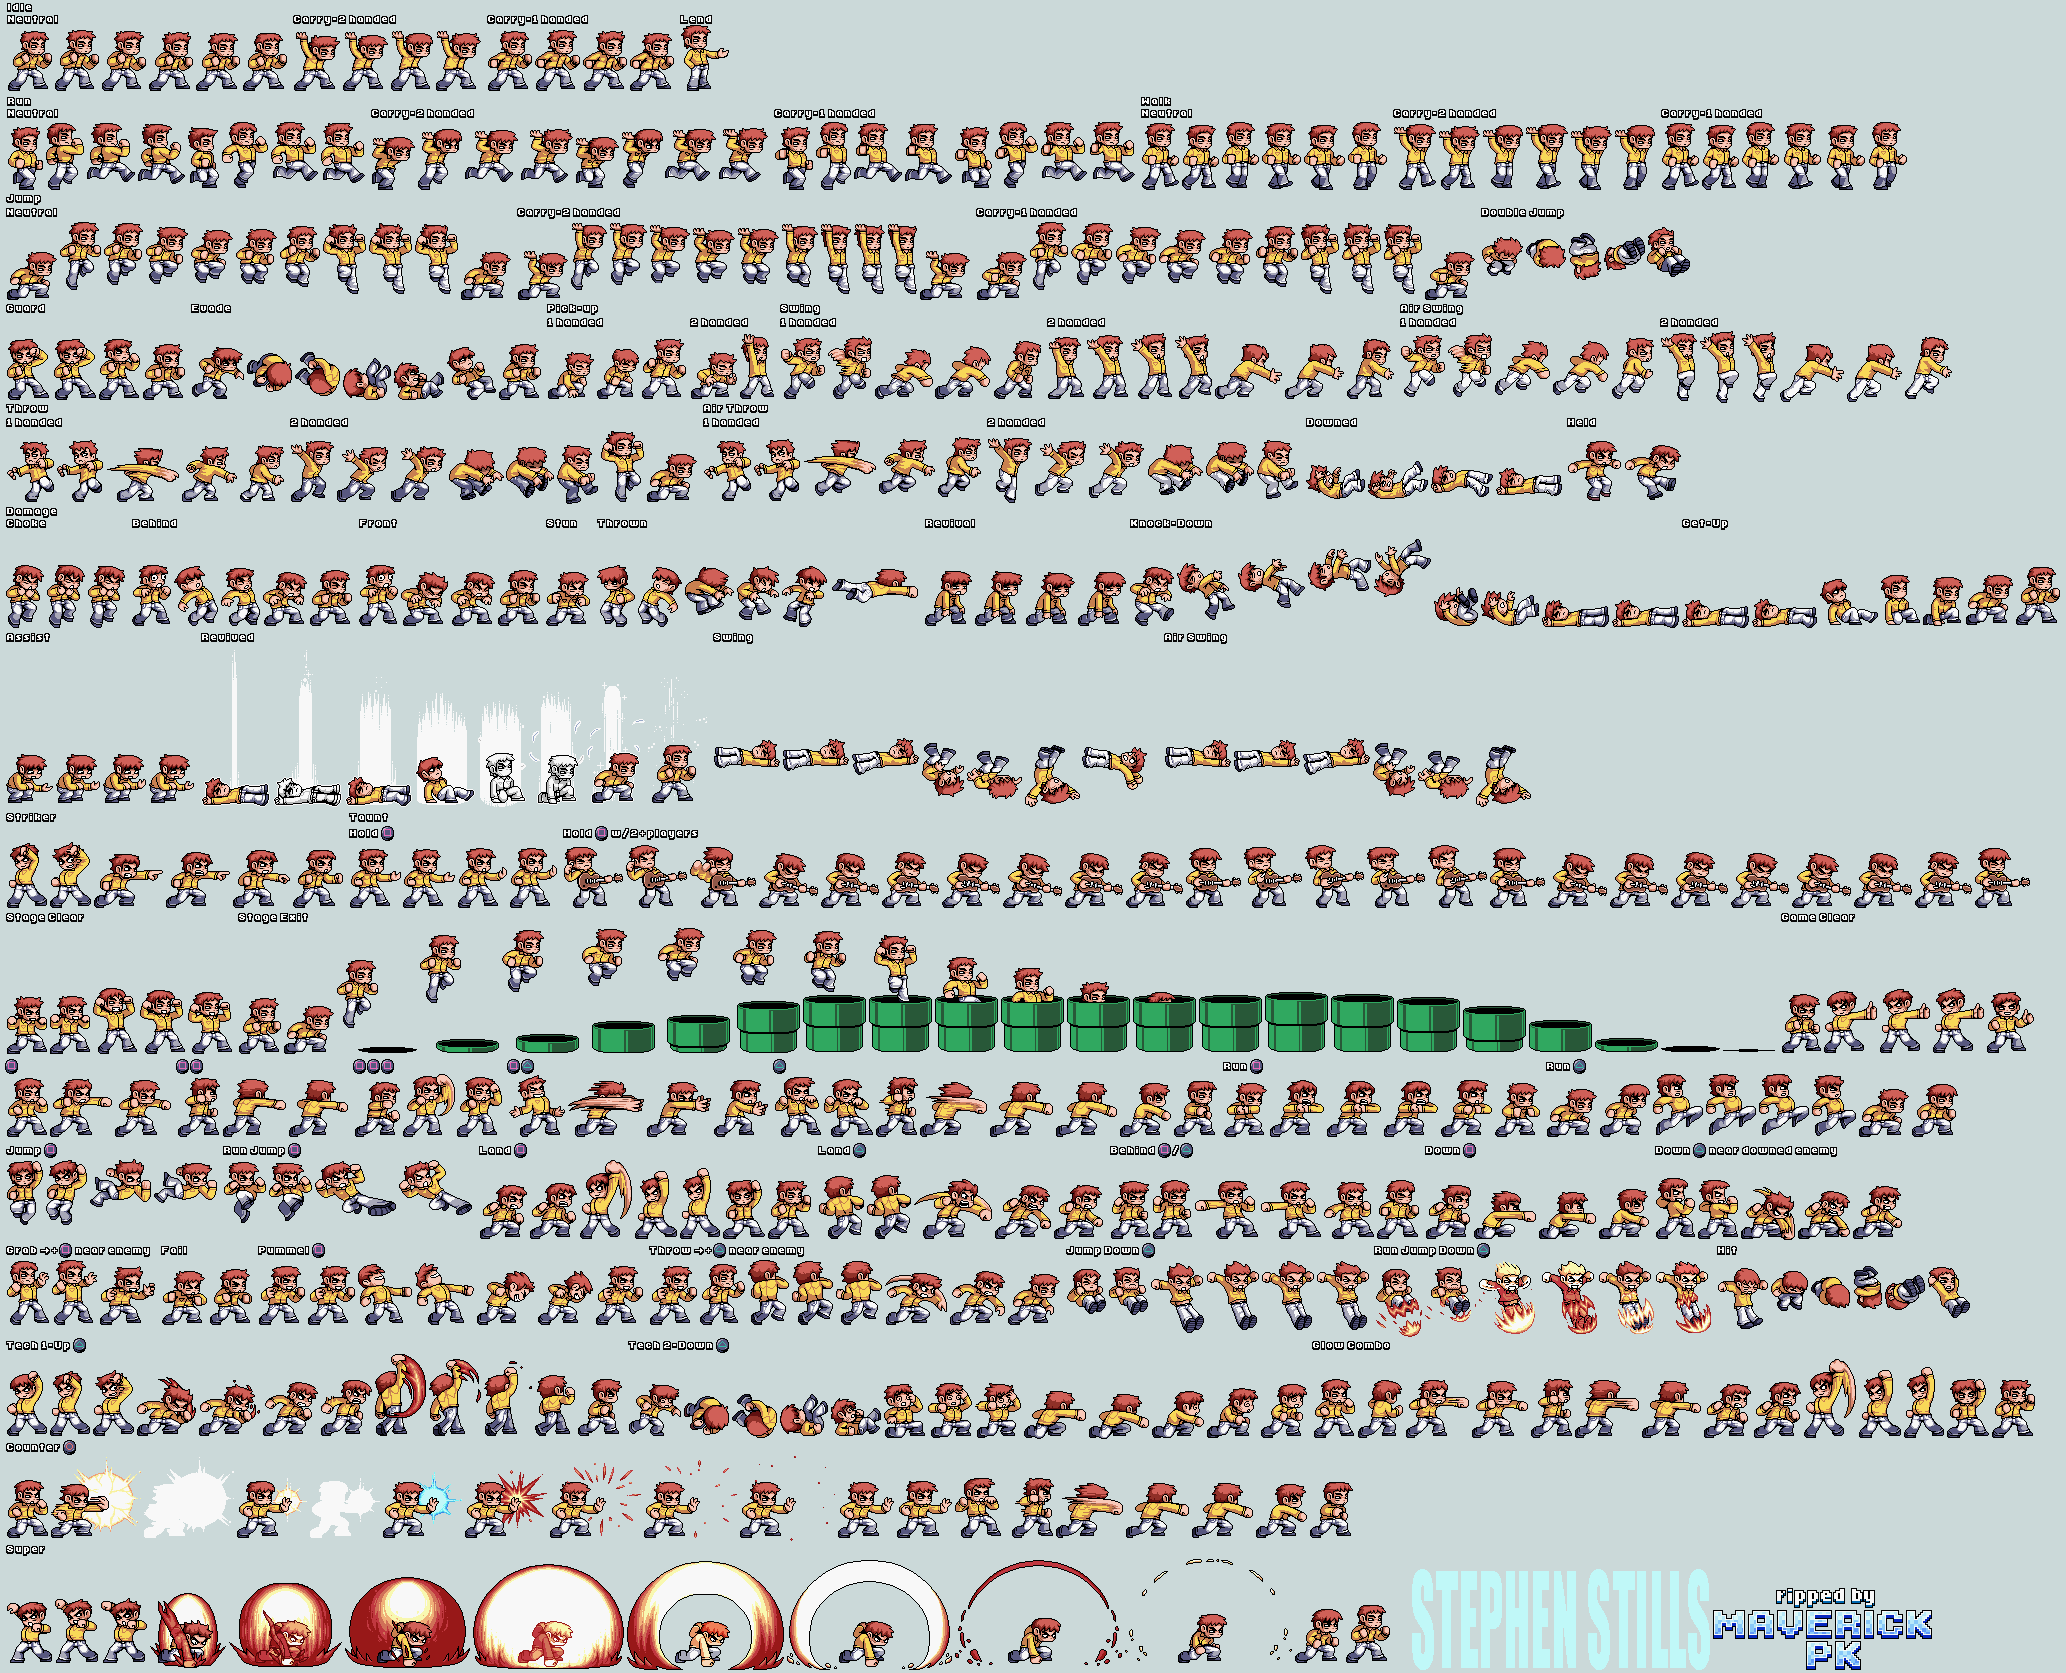 Idle
Neutral Carry-2 handed Carry-1 handed Lend
Run Walk
Neutral Carry-2 handed Carry-1 handed Neutral Carry-2 handed Carry-1 handed
Jump
Neutral Carry-2 handed Carry-1 handed Double Jump
Guard Evade Pick-up Swing Air Swing
1 handed 2 handed 1 handed 2 handed 1 handed 2 handed
Throw Air Throw
1 handed 2 handed 1 handed 2 handed Downed Held
Damage
Choke Behind Front Stun Thrown Revival Knock-Down Get-Up
Assist Revived Swing Air Swing
Striker Taunt
Hold Hold w/2+players
Stage Clear Stage Exit Game Clear
Run Run
Jump Run Jump Land Land Behind / Down Down near downed enemy
Grab →+ near enemy Fail Pummel Throw →+ near enemy Jump Down Run Jump Down Hit
Tech 1-Up Tech 2-Down Glow Combo
Counter
Super
STEPHEN STILLS
ripped by
MAVERICK
PK